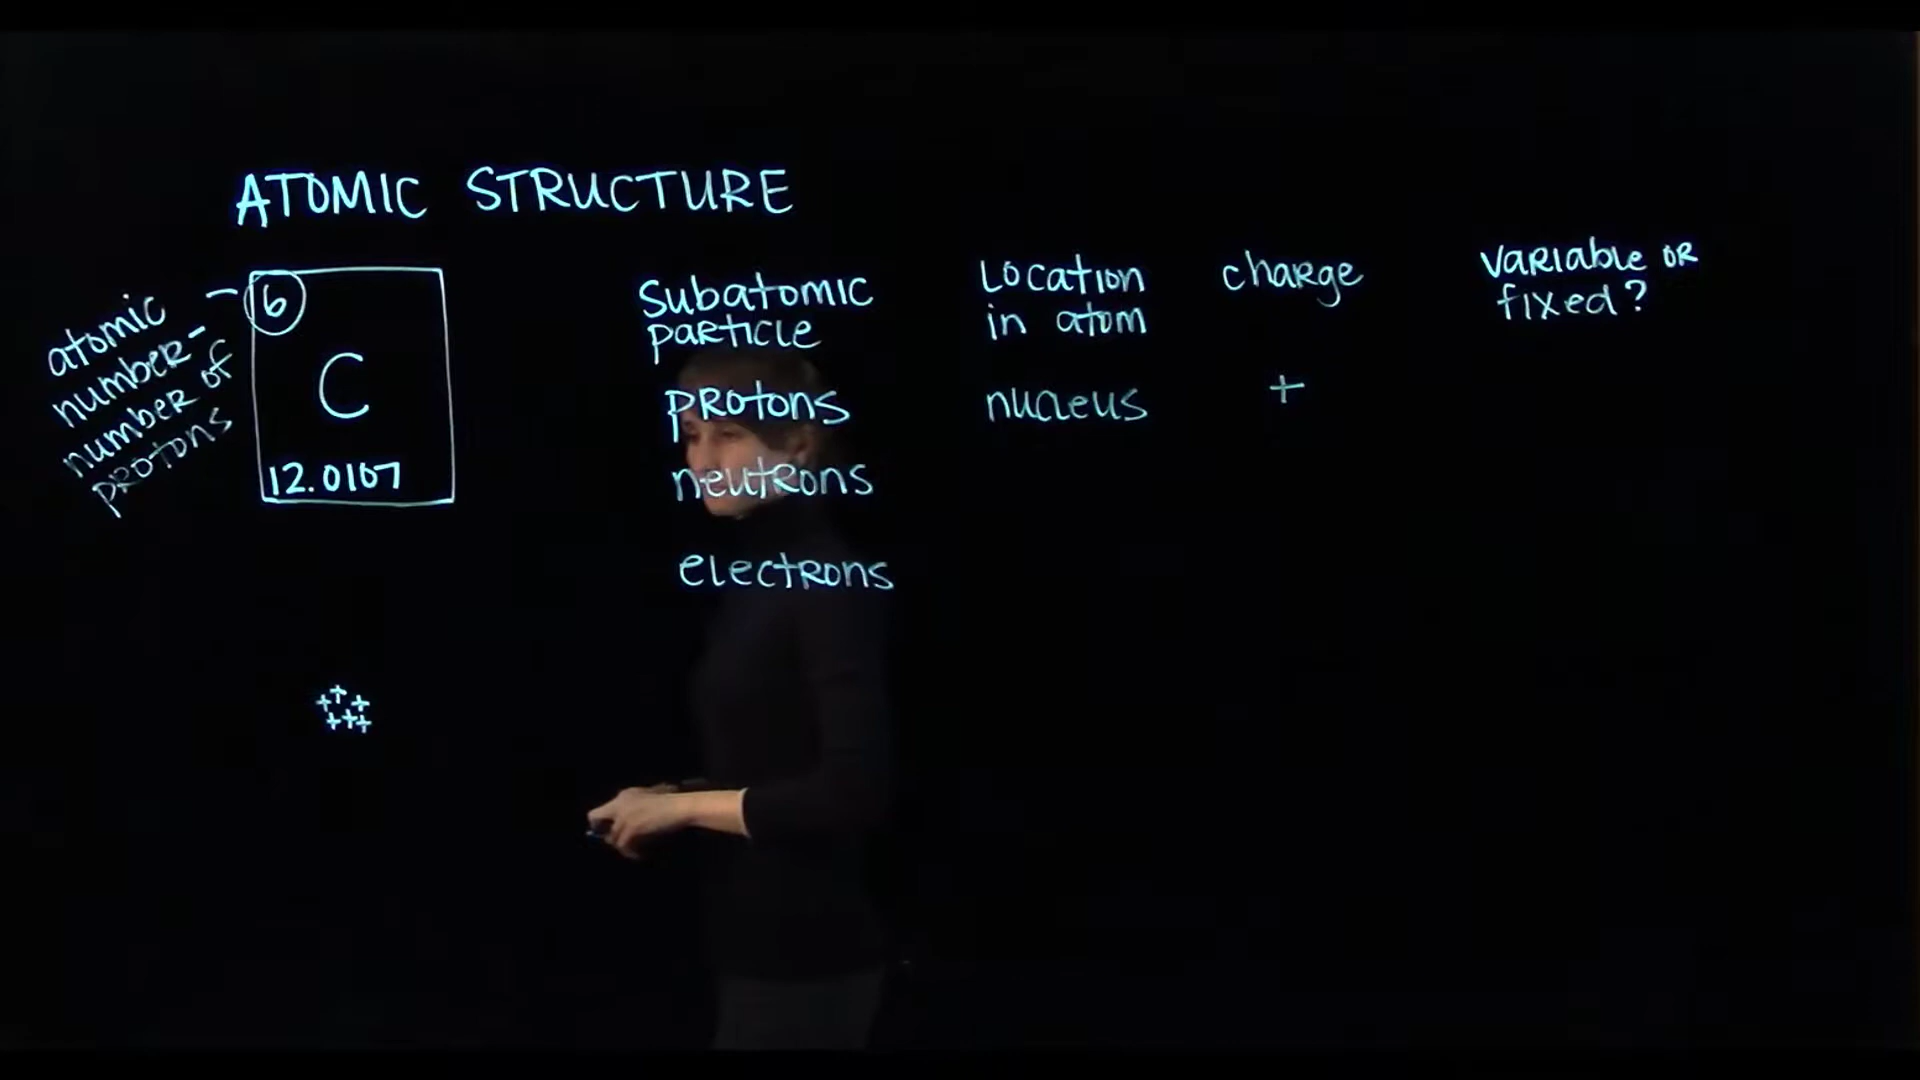 ATOMIC STRUCTURE
atomic
number-
number of
protons
6
C
12.0107
Subatomic
particle
Location
in atom
charge
Variable or
fixed?
protons
nucleus
+
neutrons
electrons
+ + +
+ + +